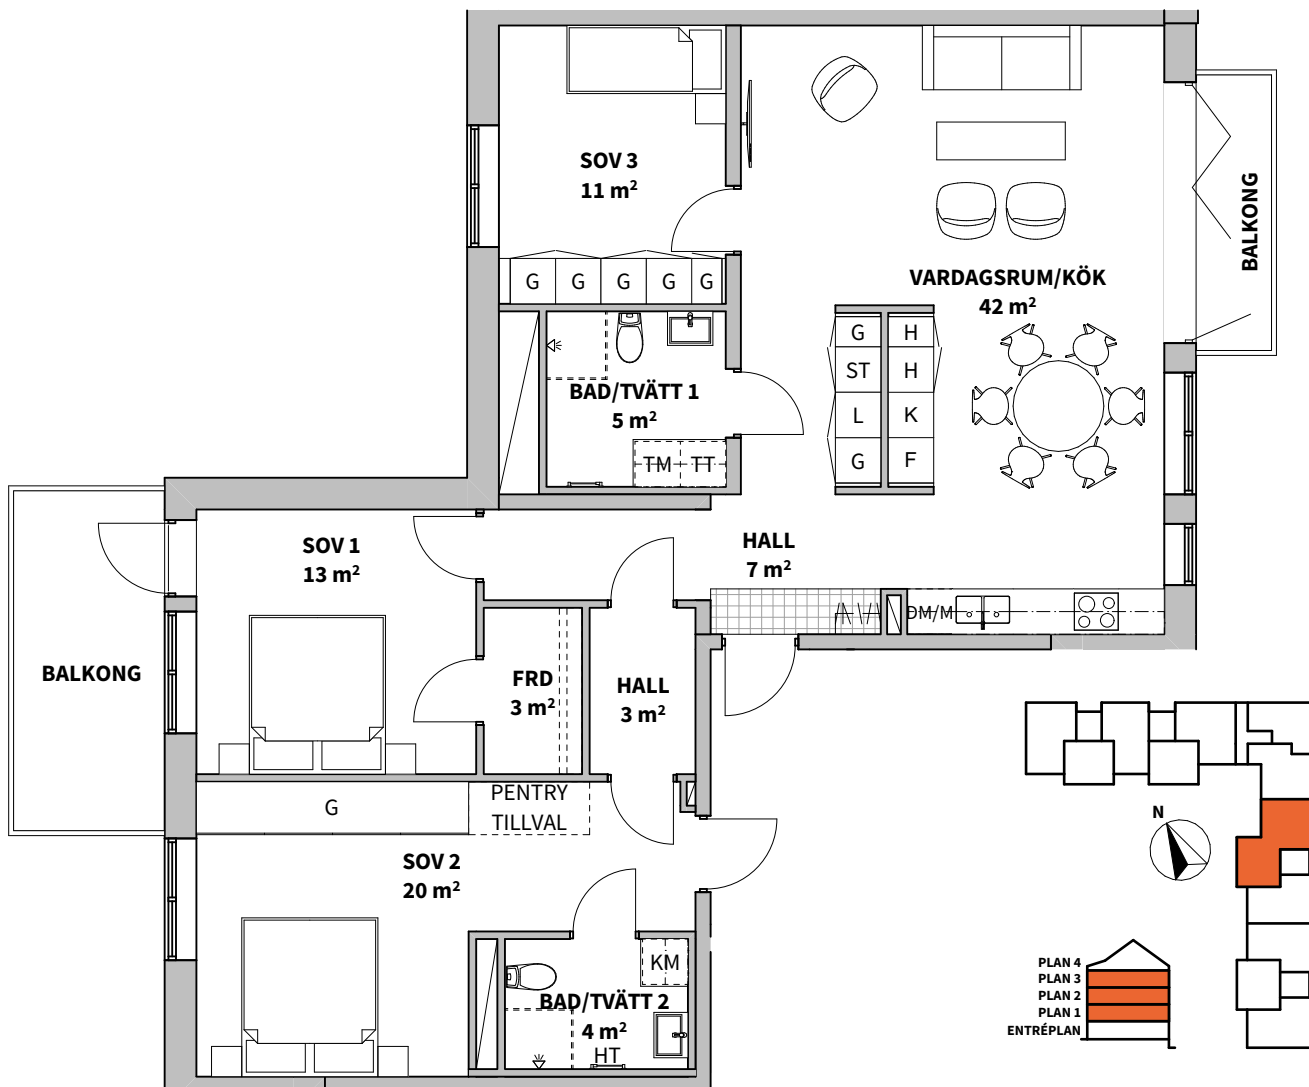 SOV 3
11 m²
BALKONG
VARDAGSRUM/KÖK
42 m²
G
G
G
G
G
G
H
ST
H
L
K
G
F
BAD/TVÄTT 1
5 m²
TM
TT
SOV 1
13 m²
HALL
7 m²
DM/M
BALKONG
FRD
3 m²
HALL
3 m²
G
PENTRY
TILLVAL
SOV 2
20 m²
KM
BAD/TVÄTT 2
4 m²
HT
N
PLAN 4
PLAN 3
PLAN 2
PLAN 1
ENTRÉPLAN